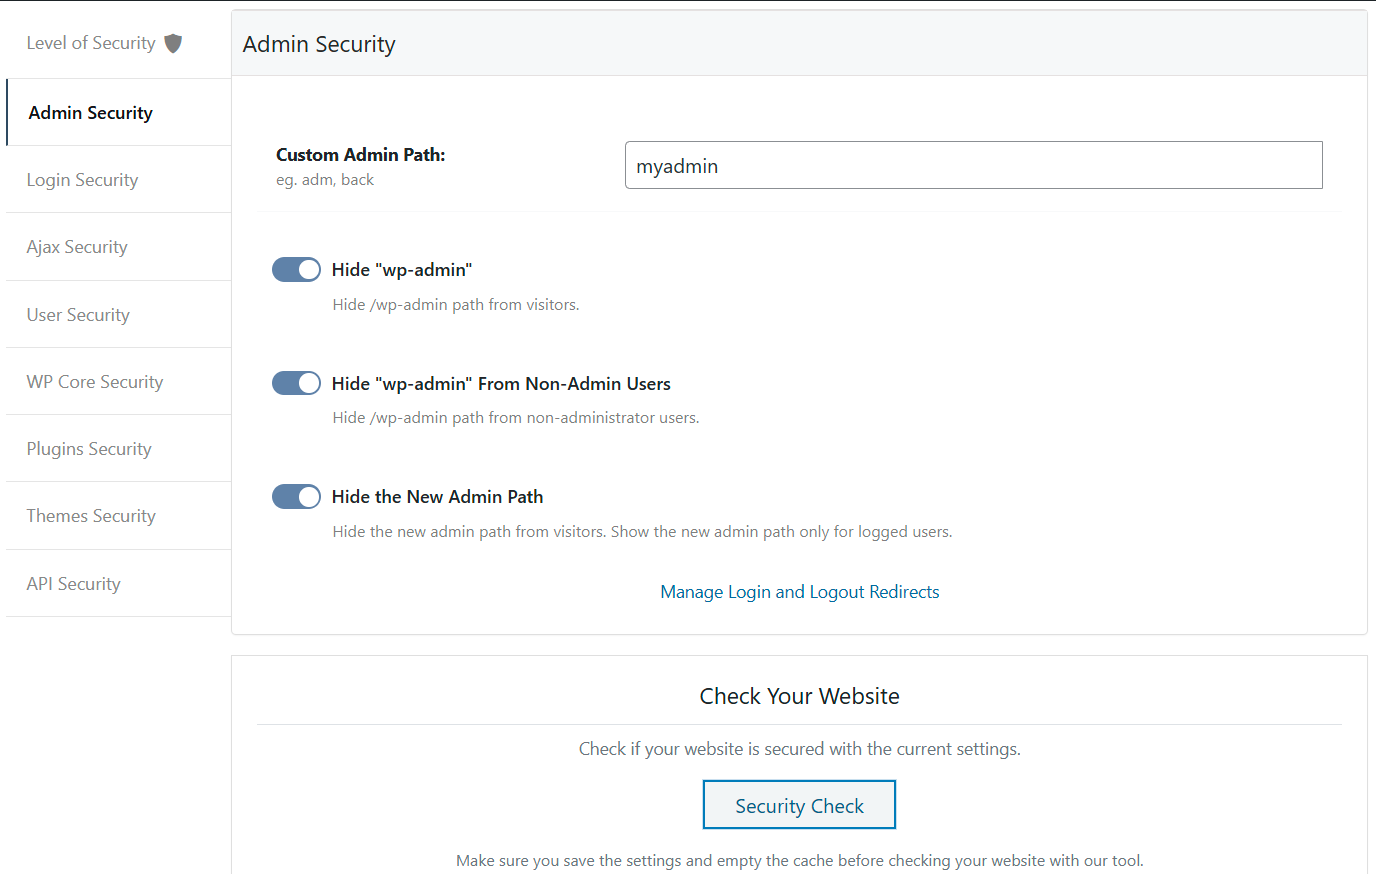 Level of Security
Admin Security
Login Security
Ajax Security
User Security
WP Core Security
Plugins Security
Themes Security
API Security
Admin Security
Custom Admin Path:
eg. adm, back
myadmin
Hide "wp-admin"
Hide /wp-admin path from visitors.
Hide "wp-admin" From Non-Admin Users
Hide /wp-admin path from non-administrator users.
Hide the New Admin Path
Hide the new admin path from visitors. Show the new admin path only for logged users.
Manage Login and Logout Redirects
Check Your Website
Check if your website is secured with the current settings.
Security Check
Make sure you save the settings and empty the cache before checking your website with our tool.